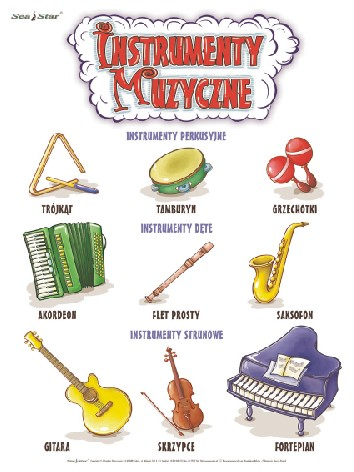 Sea Star®
INSTRUMENTY
MUZYCZNE
INSTRUMENTY PERKUSYJNE
TRÓJKĄT TAMBURYN GRZECHOTKI
INSTRUMENTY DĘTE
AKORDEON FLET PROSTY SAKSOFON
INSTRUMENTY STRUNOWE
GITARA SKRZYPCE FORTEPIAN